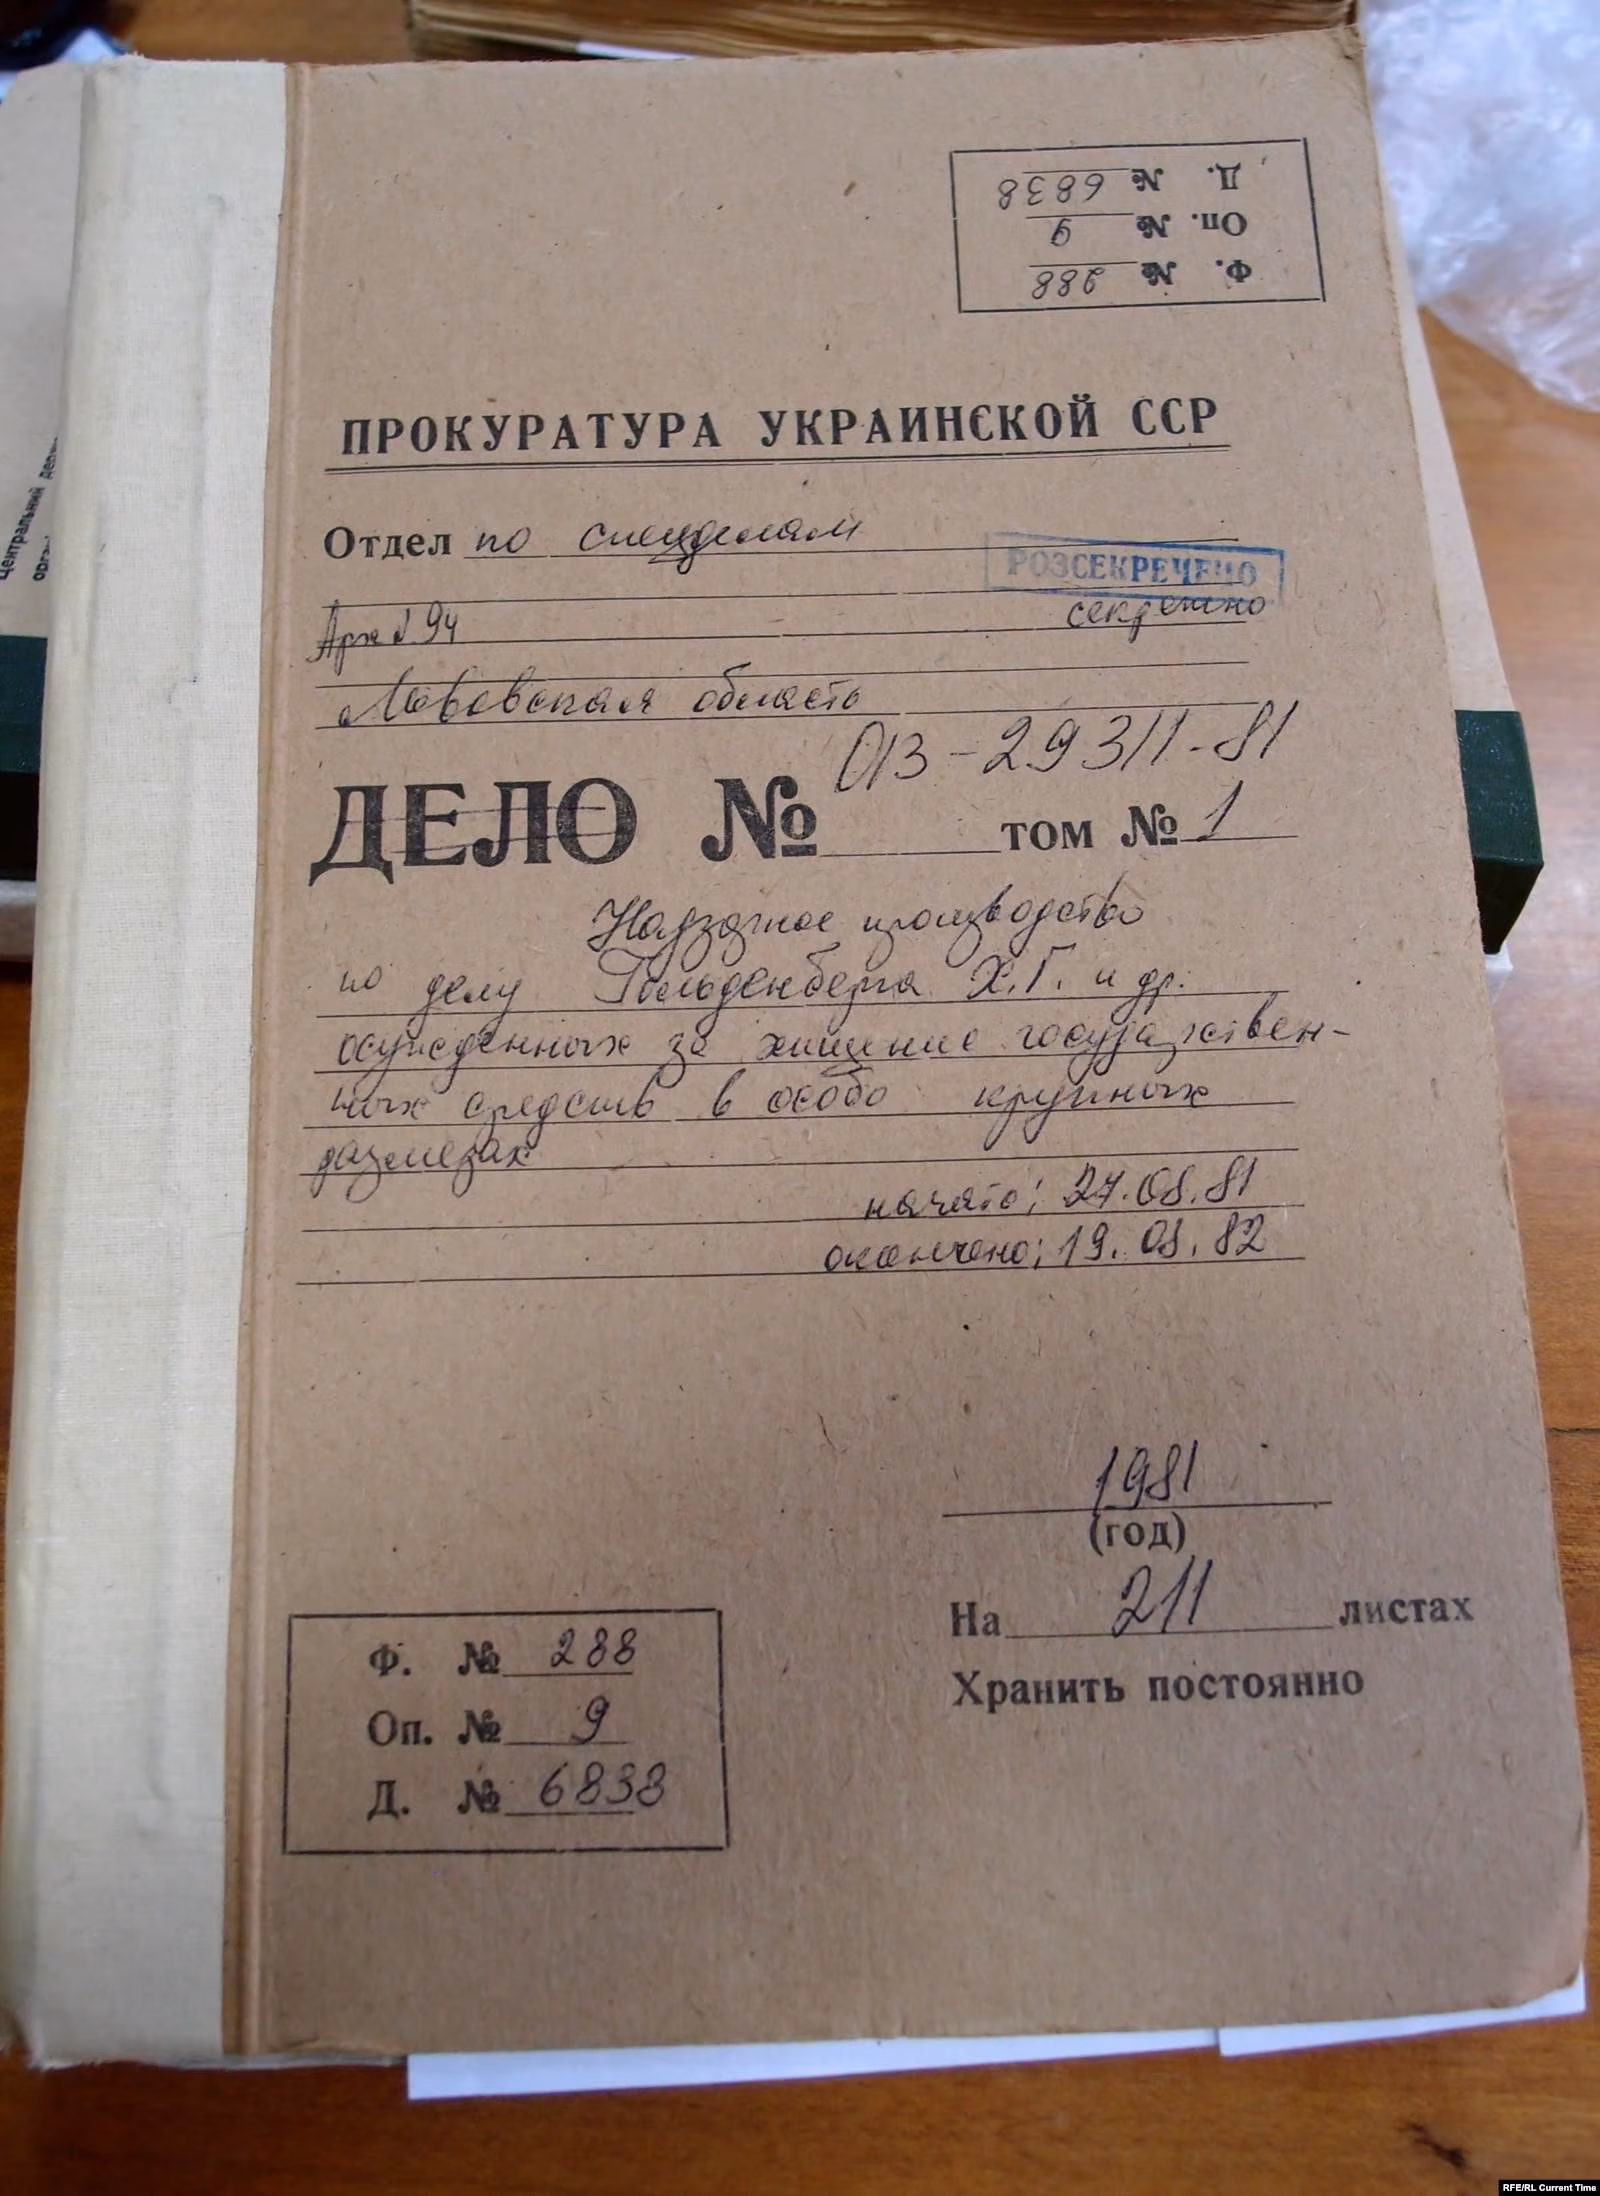 Д. № 6838
Оп. № 9
Ф. № 288
ПРОКУРАТУРА УКРАИНСКОЙ ССР
Отдел по спецделам
РОЗСЕКРЕЧЕНО
секретно
Арх 94
Львовская область
013-29311-81
ДЕЛО № том № 1
Надзорное производство
по делу Гольденберга Х.Г. и др.
осужденных за хищение государствен-
ных средств в особо крупных
размерах
начато: 27.08.81
окончено: 19.08.82
1981
(год)
На 211 листах
Хранить постоянно
Ф. № 288
Оп. № 9
Д. № 6838
Центральний
RFE/RL Current Time